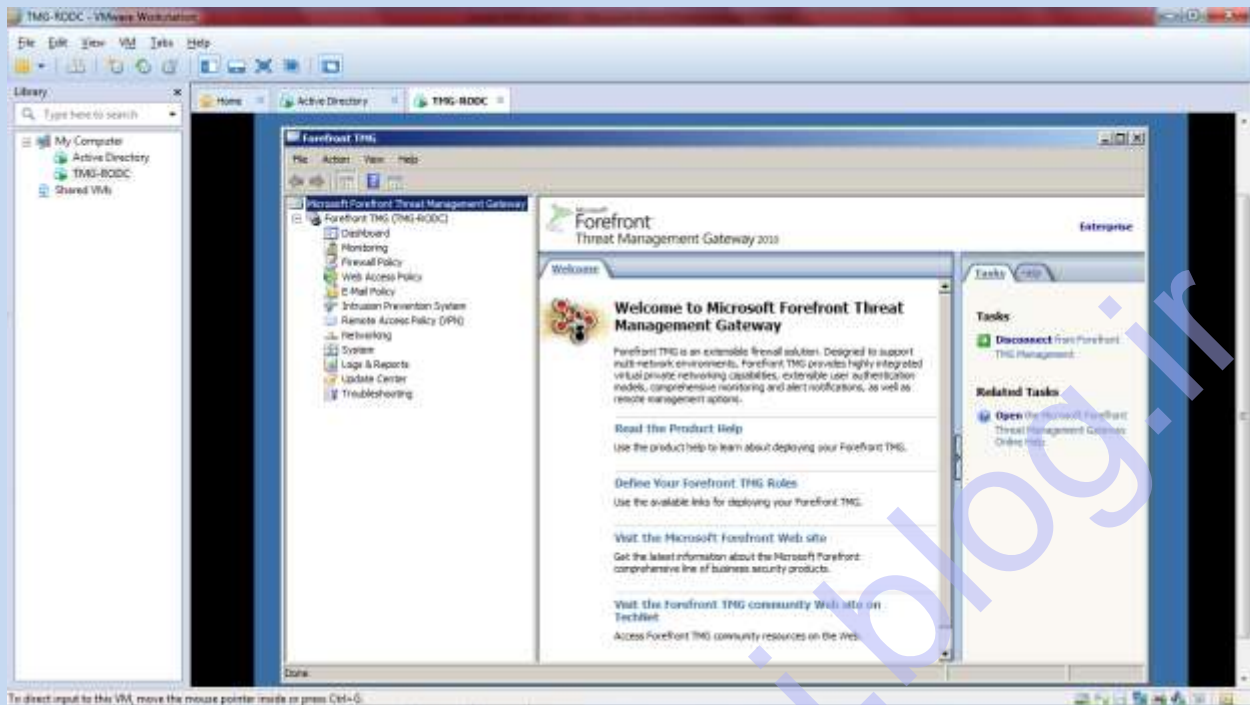 TMG-RODC - VMware Workstation
File Edit View VM Tabs Help
Library
Type here to search
My Computer
Active Directory
TMG-RODC
Shared VMs
Home
Active Directory
TMG-RODC
Forefront TMG
File Action View Help
Microsoft Forefront Threat Management Gateway
Forefront TMG (TMG-RODC)
Dashboard
Monitoring
Firewall Policy
Web Access Policy
E-Mail Policy
Intrusion Prevention System
Remote Access Policy (VPN)
Networking
System
Logs & Reports
Update Center
Troubleshooting
Microsoft
Forefront
Threat Management Gateway 2010
Enterprise
Welcome
Welcome to Microsoft Forefront Threat
Management Gateway
Forefront TMG is an extensible firewall solution. Designed to support
multi-network environments, Forefront TMG provides highly integrated
virtual private networking capabilities, extensible user authentication
models, comprehensive monitoring and alert notifications, as well as
remote management options.
Read the Product Help
Use the product help to learn about deploying your Forefront TMG.
Define Your Forefront TMG Roles
Use the available links for deploying your Forefront TMG.
Visit the Microsoft Forefront Web site
Get the latest information about the Microsoft Forefront
comprehensive line of business security products.
Visit the Forefront TMG community Web site on
TechNet
Access Forefront TMG community resources on the Web.
Tasks Help
Tasks
Disconnect from Forefront
TMG Management
Related Tasks
Open the Microsoft Forefront
Threat Management Gateway
Online Help
Done
To direct input to this VM, move the mouse pointer inside or press Ctrl+G.
i.blog.ir